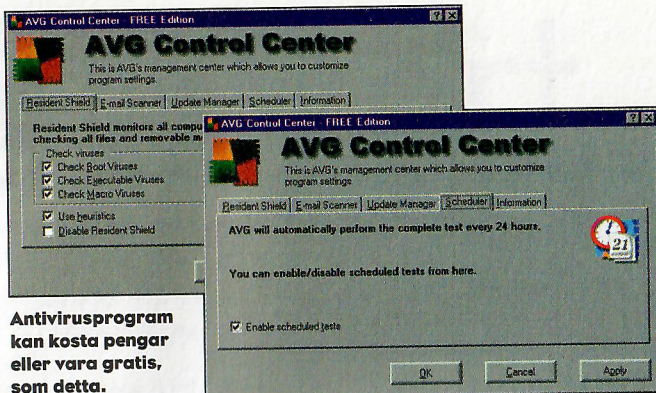 AVG Control Center - FREE Edition
AVG Control Center
This is AVG's management center which allows you to customize
program settings.
Resident Shield
E-mail Scanner
Update Manager
Scheduler
Information
Resident Shield monitors all compu
checking all files and removable m
Check viruses
Check Boot Viruses
Check Executable Viruses
Check Macro Viruses
Use heuristics
Disable Resident Shield
AVG Control Center - FREE Edition
AVG Control Center
This is AVG's management center which allows you to customize
program settings.
Resident Shield
E-mail Scanner
Update Manager
Scheduler
Information
AVG will automatically perform the complete test every 24 hours.
21
You can enable/disable scheduled tests from here.
Enable scheduled tests
OK
Cancel
Apply
Antivirusprogram
kan kosta pengar
eller vara gratis,
som detta.